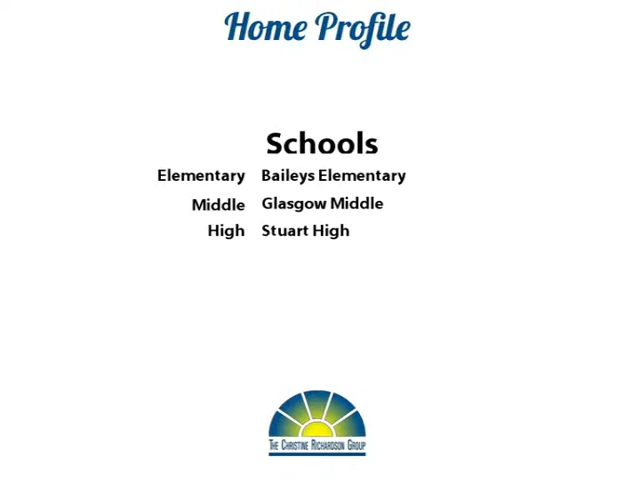 Home Profile
Schools
Elementary Baileys Elementary
Middle Glasgow Middle
High Stuart High
THE CHRISTINE RICHARDSON GROUP